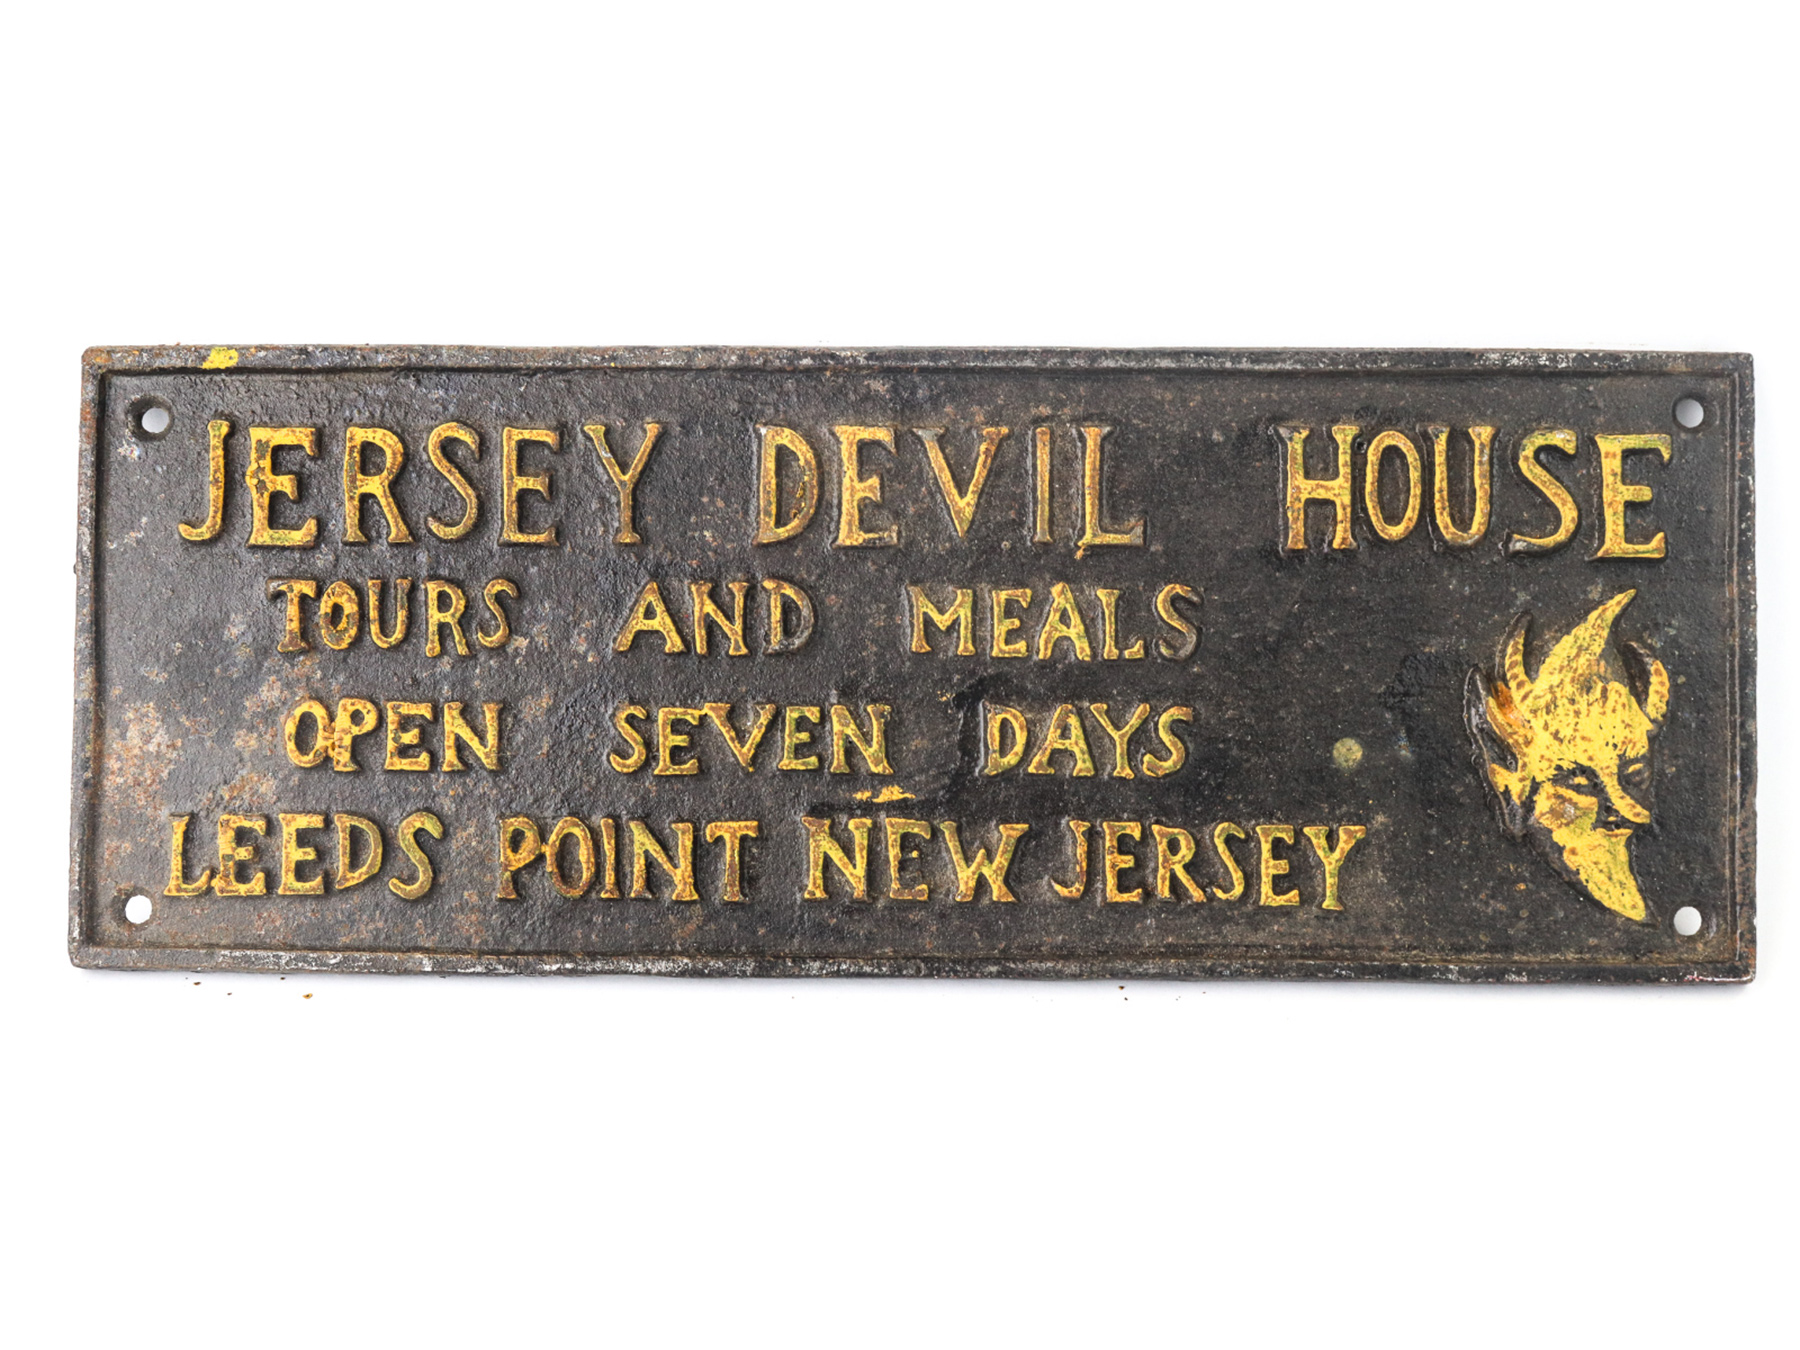 JERSEY DEVIL HOUSE
TOURS AND MEALS
OPEN SEVEN DAYS
LEEDS POINT NEW JERSEY